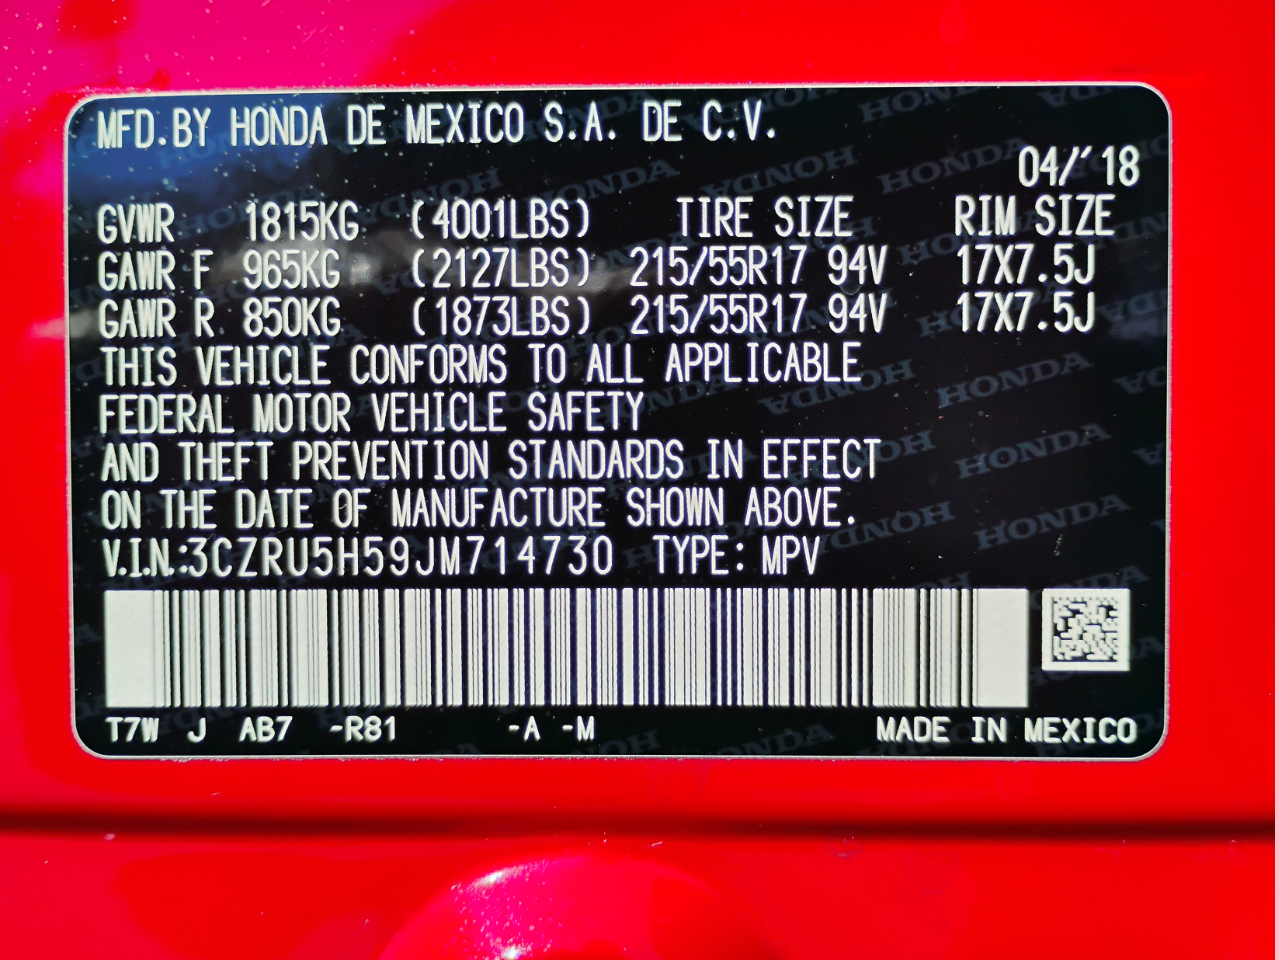 MFD.BY HONDA DE MEXICO S.A. DE C.V.
04/'18
GVWR 1815KG (4001LBS) TIRE SIZE RIM SIZE
GAWR F 965KG (2127LBS) 215/55R17 94V 17X7.5J
GAWR R 850KG (1873LBS) 215/55R17 94V 17X7.5J
THIS VEHICLE CONFORMS TO ALL APPLICABLE
FEDERAL MOTOR VEHICLE SAFETY
AND THEFT PREVENTION STANDARDS IN EFFECT
ON THE DATE OF MANUFACTURE SHOWN ABOVE.
V.I.N.:3CZRU5H59JM714730 TYPE: MPV
T7W J AB7 -R81 -A -M MADE IN MEXICO